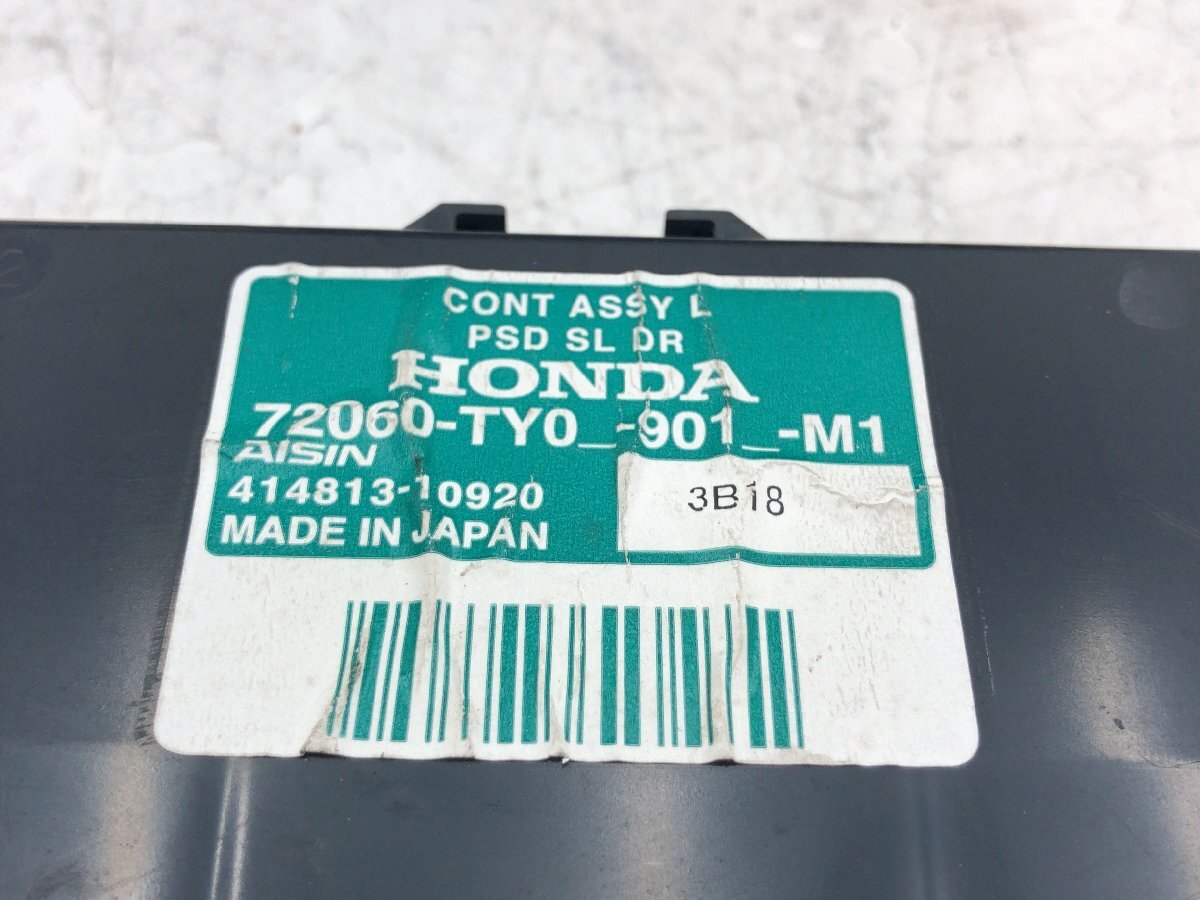 CONT ASSY L
PSD SL DR
HONDA
72060-TY0_-901_-M1
AISIN
414813-10920
3B18
MADE IN JAPAN